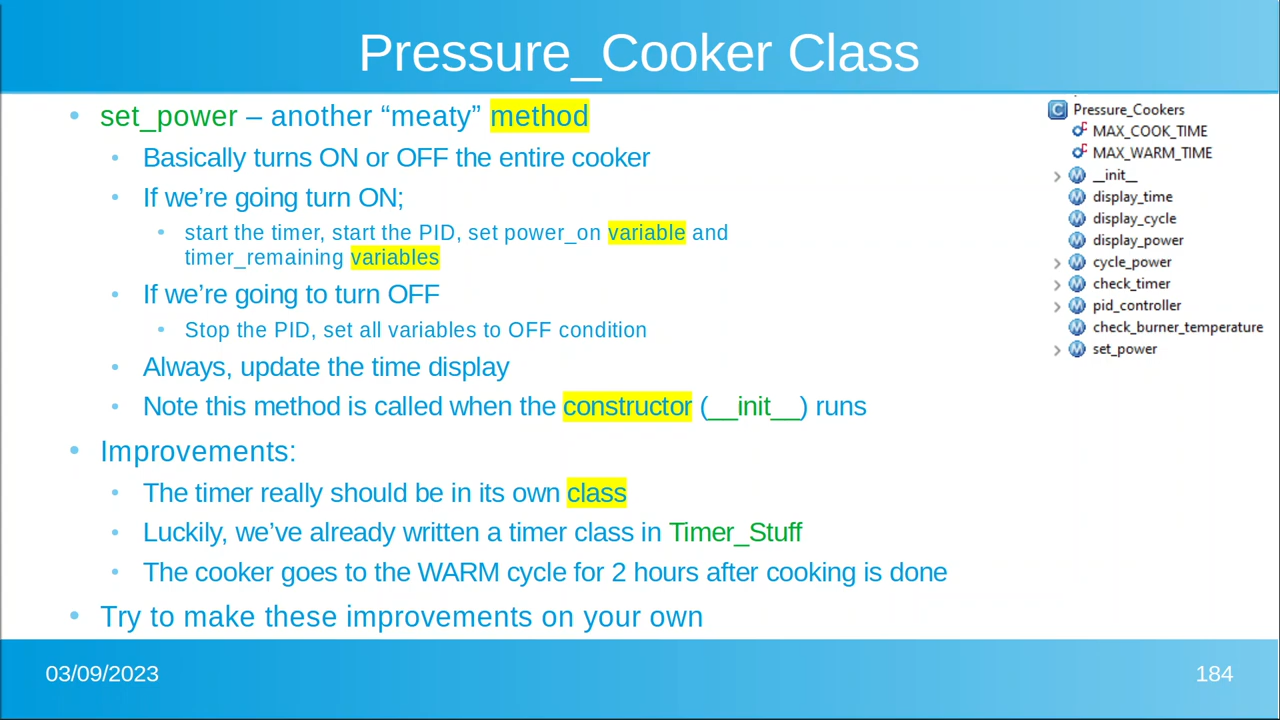 Pressure_Cooker Class
• set_power – another “meaty” method
• Basically turns ON or OFF the entire cooker
• If we’re going turn ON;
• start the timer, start the PID, set power_on variable and
timer_remaining variables
• If we’re going to turn OFF
• Stop the PID, set all variables to OFF condition
• Always, update the time display
• Note this method is called when the constructor (__init__) runs
• Improvements:
• The timer really should be in its own class
• Luckily, we’ve already written a timer class in Timer_Stuff
• The cooker goes to the WARM cycle for 2 hours after cooking is done
• Try to make these improvements on your own
C Pressure_Cookers
F MAX_COOK_TIME
F MAX_WARM_TIME
> M __init__
M display_time
M display_cycle
M display_power
> M cycle_power
> M check_timer
> M pid_controller
M check_burner_temperature
> M set_power
03/09/2023
184